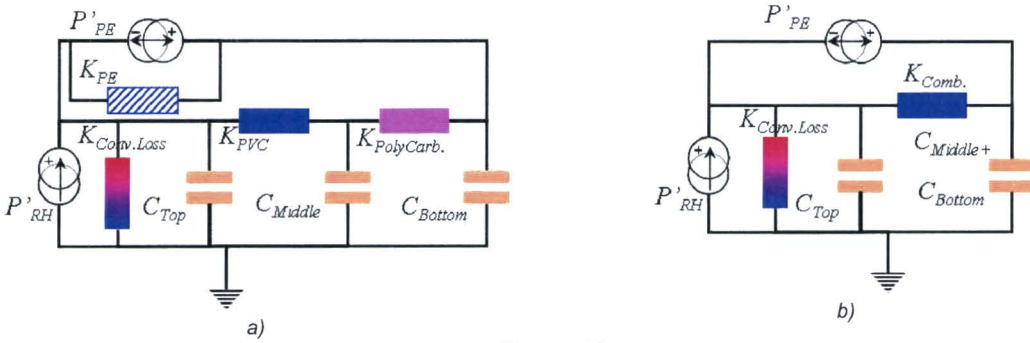 P'PE
KPE
KConv.Loss
KPVC
KPolyCarb.
P'RH
CTop
CMiddle
CBottom
a)
P'PE
KComb.
KConv.Loss
CMiddle+
P'RH
CTop
CBottom
b)